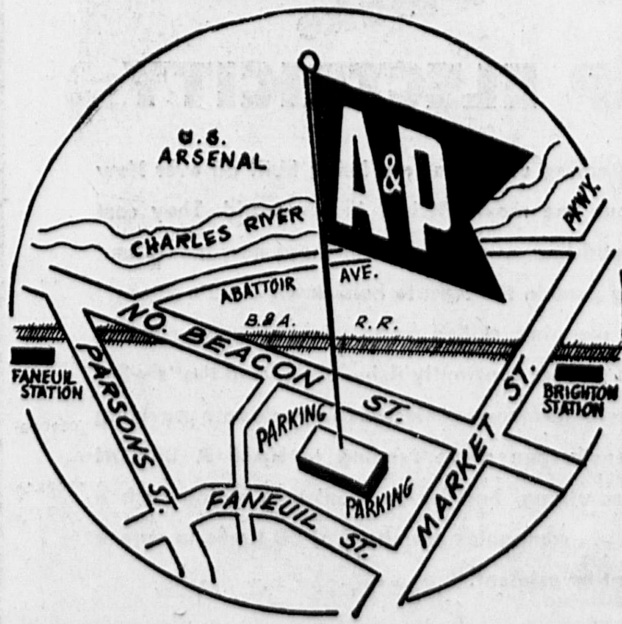 U.S.
ARSENAL
A&P
PKWY.
CHARLES RIVER
ABATTOIR AVE.
B.&A. R.R.
NO. BEACON ST.
FANEUIL
STATION
PARSONS ST.
BRIGHTON
STATION
MARKET ST.
PARKING
PARKING
FANEUIL ST.